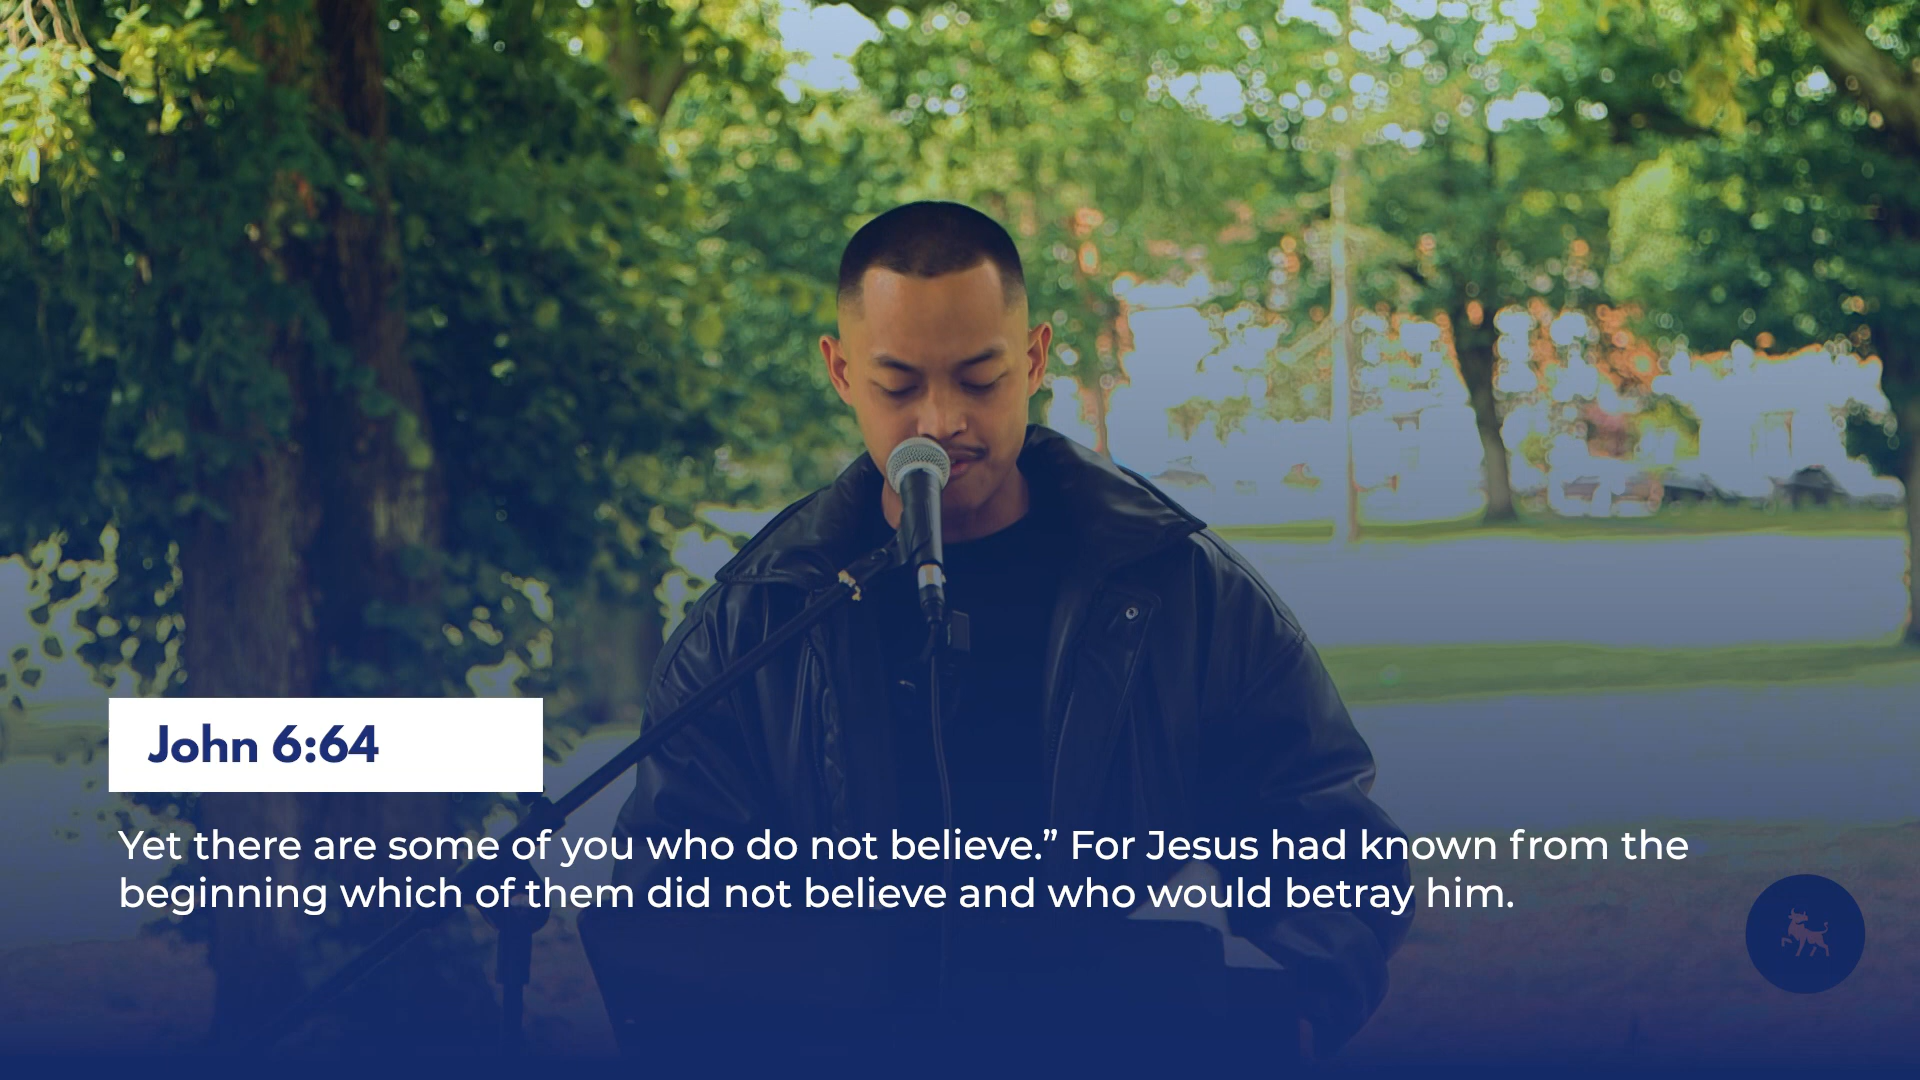 John 6:64
Yet there are some of you who do not believe.” For Jesus had known from the
beginning which of them did not believe and who would betray him.